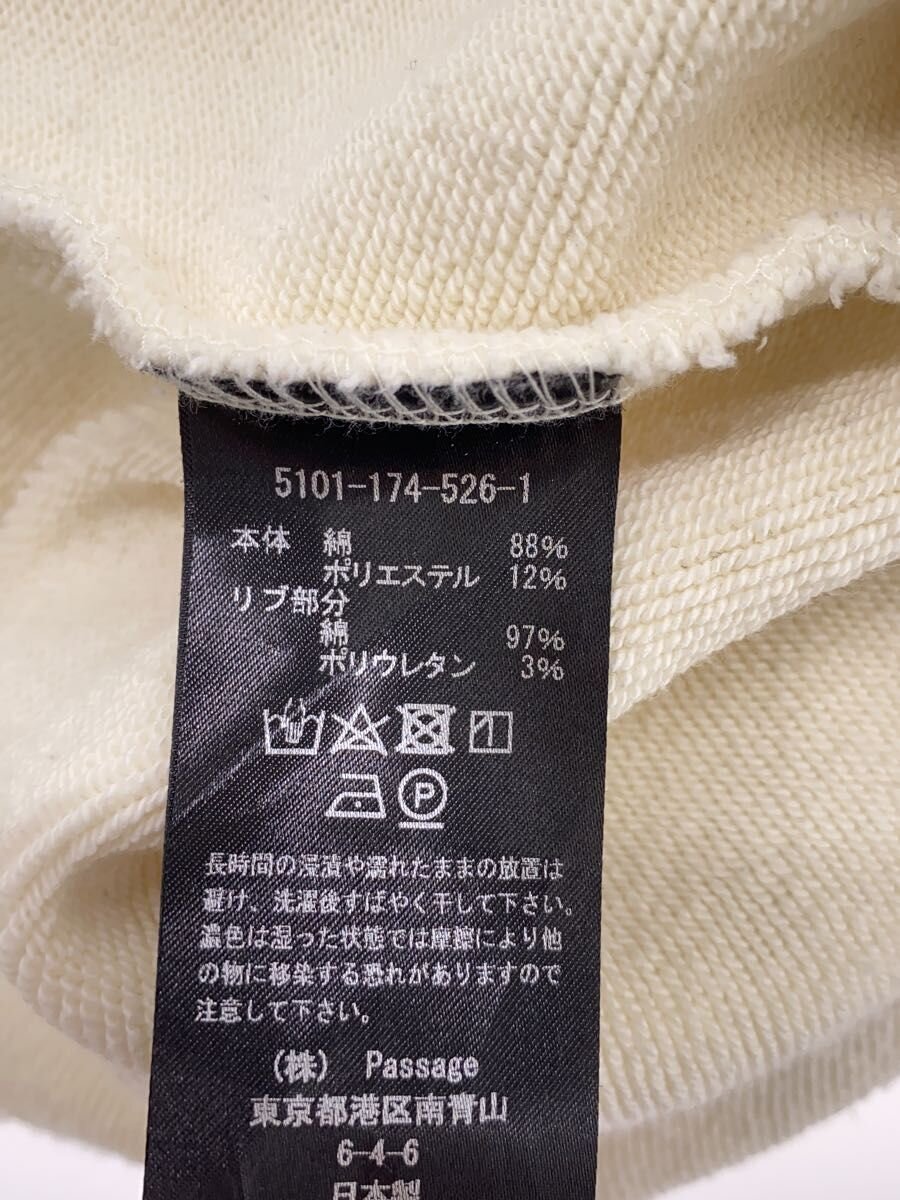 5101-174-526-1
本体 綿 88%
ポリエステル 12%
リブ部分
綿 97%
ポリウレタン 3%
P
長時間の浸漬や濡れたままの放置は
避け、洗濯後すばやく干して下さい。
濃色は湿った状態では摩擦により他
の物に移染する恐れがありますので
注意して下さい。
(株) Passage
東京都港区南青山
6-4-6
日本製